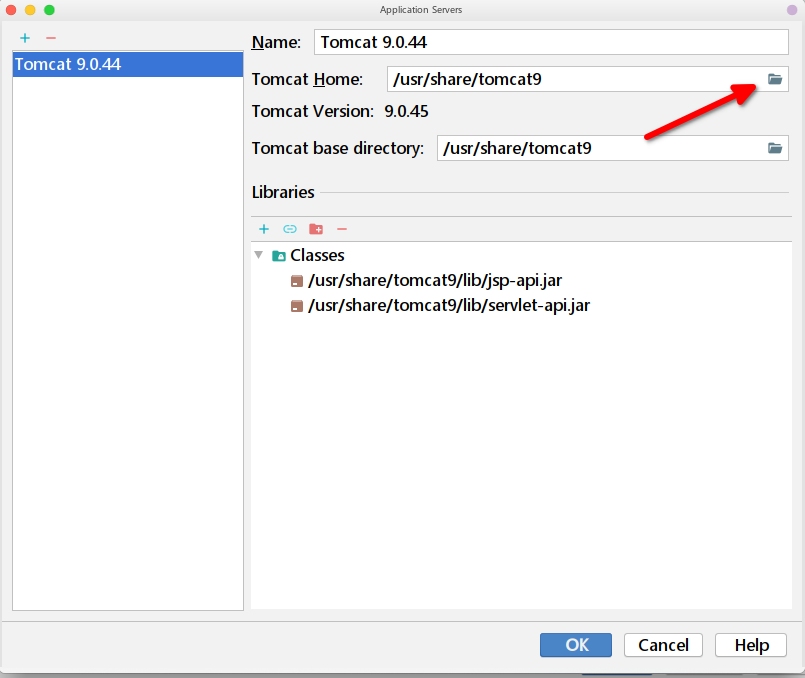 Application Servers
Tomcat 9.0.44
Name: Tomcat 9.0.44
Tomcat Home: /usr/share/tomcat9
Tomcat Version: 9.0.45
Tomcat base directory: /usr/share/tomcat9
Libraries
Classes
/usr/share/tomcat9/lib/jsp-api.jar
/usr/share/tomcat9/lib/servlet-api.jar
OK Cancel Help